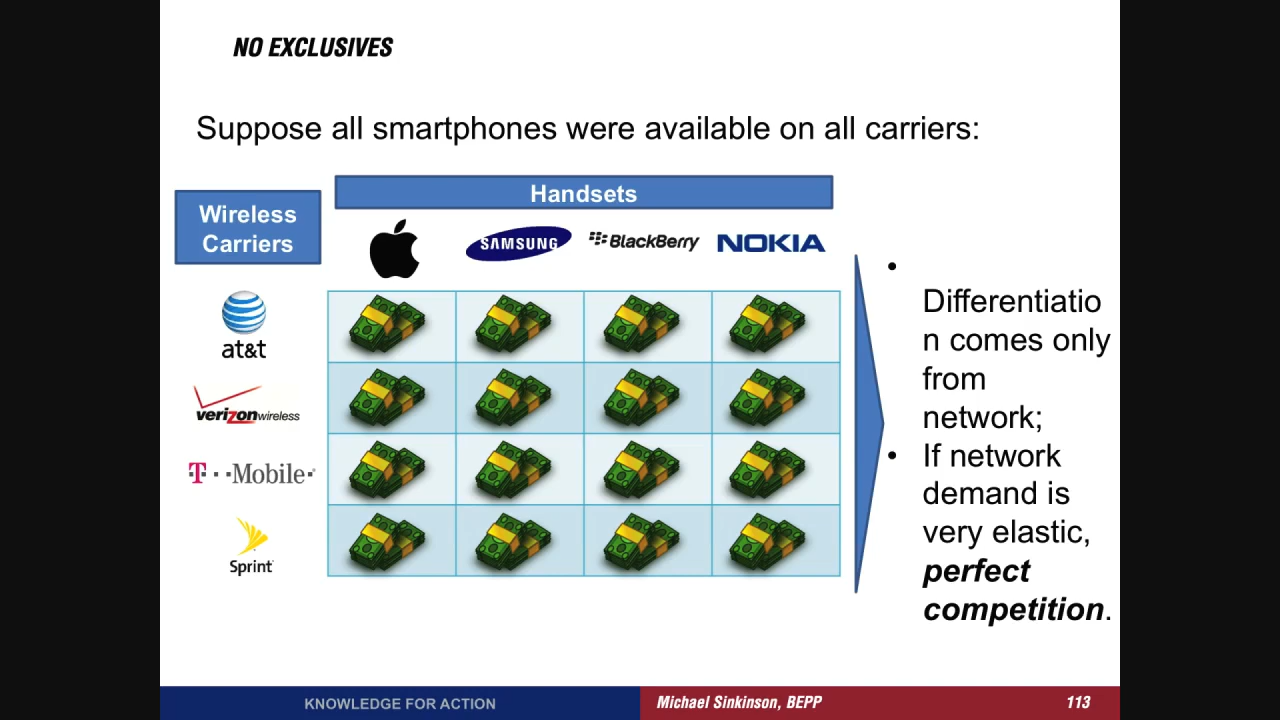 NO EXCLUSIVES
Suppose all smartphones were available on all carriers:
Wireless
Carriers
Handsets
SAMSUNG
BlackBerry
NOKIA
at&t
verizonwireless
T··Mobile·
Sprint
• Differentiatio
n comes only
from
network;
• If network
demand is
very elastic,
perfect
competition.
KNOWLEDGE FOR ACTION
Michael Sinkinson, BEPP
113